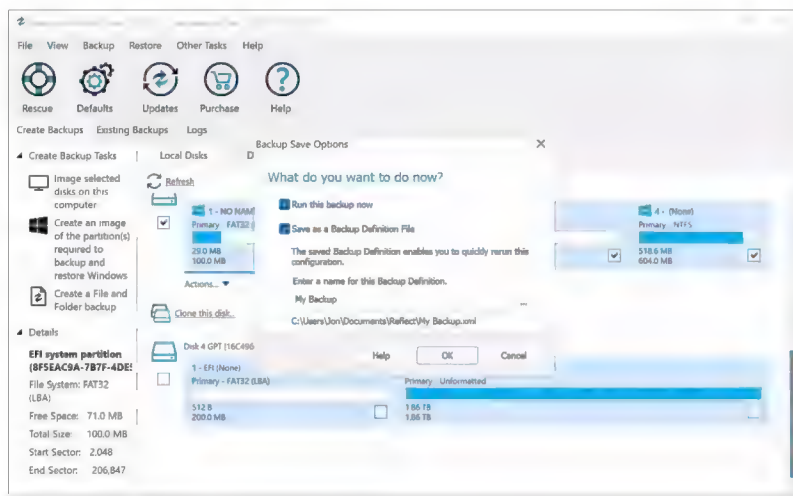 File View Backup Restore Other Tasks Help
Rescue Defaults Updates Purchase Help
Create Backups Existing Backups Logs
Create Backup Tasks
Image selected
disks on this
computer
Create an image
of the partition(s)
required to
backup and
restore Windows
Create a File and
Folder backup
Details
EFI system partition
(8F5EAC9A-7B7F-4DE5
File System: FAT32
(LBA)
Free Space: 71.0 MB
Total Size: 100.0 MB
Start Sector: 2,048
End Sector: 206,847
Local Disks D
Refresh
1 - NO NAME
Primary FAT32 (
29.0 MB
100.0 MB
Actions...
Clone this disk..
Backup Save Options
What do you want to do now?
Run this backup now
Save as a Backup Definition File
The saved Backup Definition enables you to quickly rerun this
configuration.
Enter a name for this Backup Definition.
My Backup ...
C:\Users\Jon\Documents\Reflect\My Backup.xml
Help OK Cancel
4 - (None)
Primary NTFS
518.6 MB
604.0 MB
Disk 4 GPT [16C496
1 - EFI (None)
Primary - FAT32 (LBA)
512 B
200.0 MB
Primary Unformatted
1.86 TB
1.86 TB